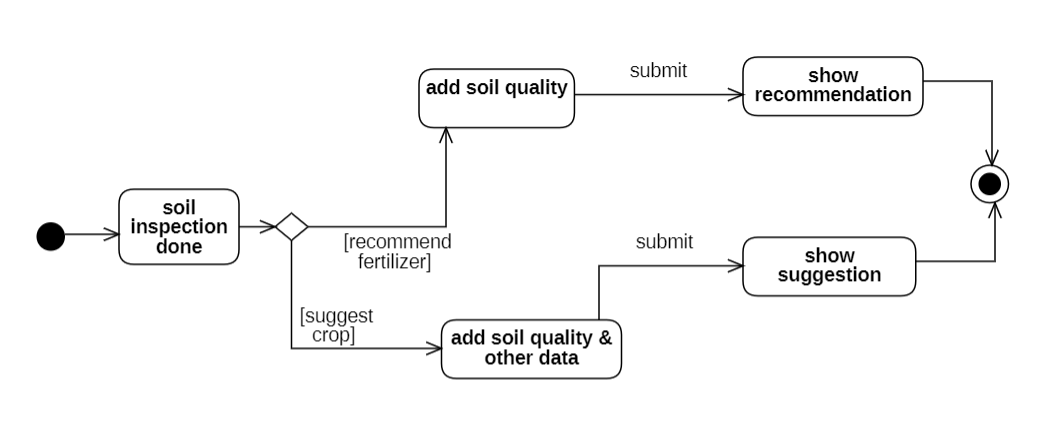 submit
show
recommendation
add soil quality
soil
inspection
done
[recommend
fertilizer]
submit
show
suggestion
[suggest
crop]
add soil quality &
other data